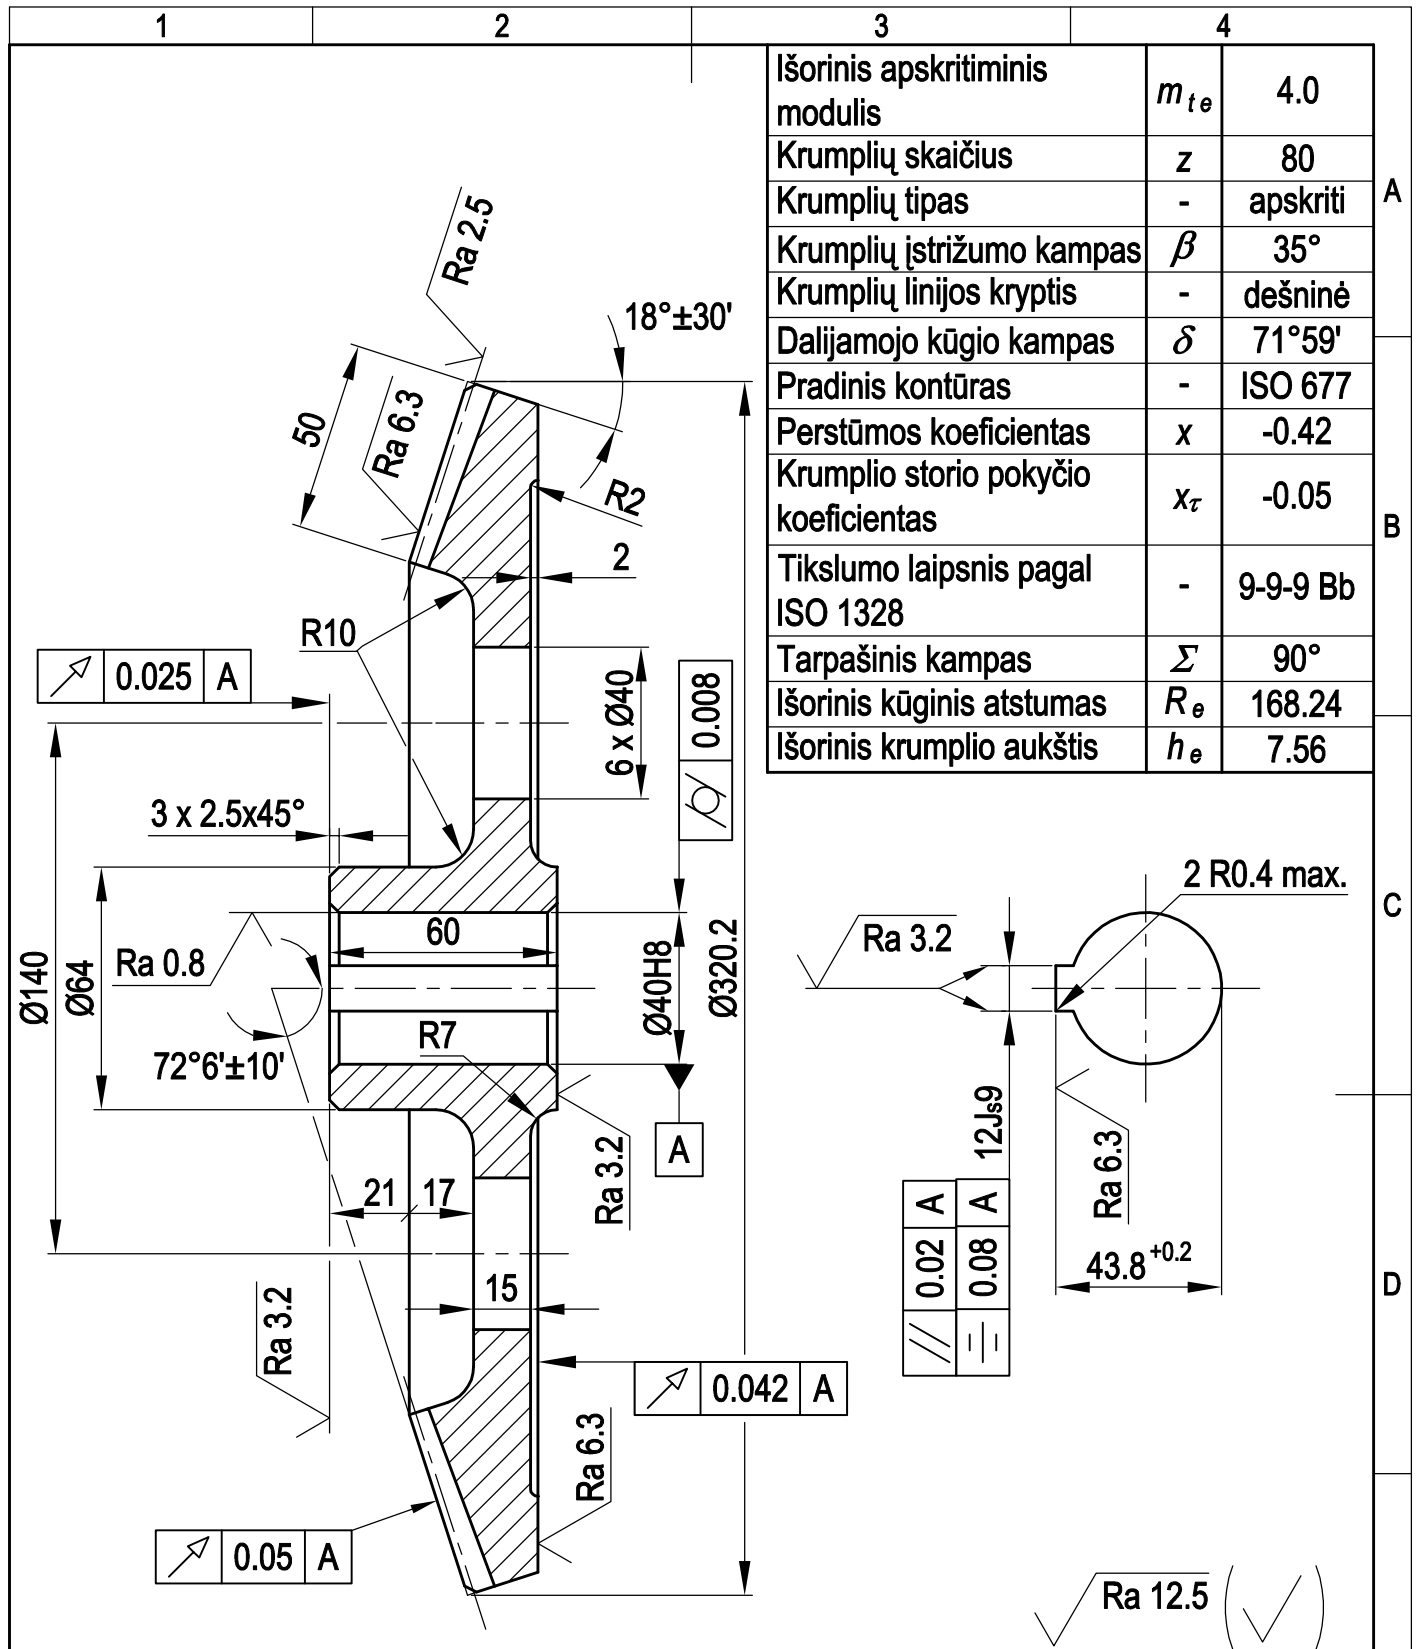 1 2 3 4
Išorinis apskritiminis
modulis
m te 4.0
Krumplių skaičius z 80
Krumplių tipas - apskriti
Krumplių įstrižumo kampas β 35°
Krumplių linijos kryptis - dešninė
Dalijamojo kūgio kampas δ 71°59'
Pradinis kontūras - ISO 677
Perstūmos koeficientas x -0.42
Krumplio storio pokyčio
koeficientas
xτ -0.05
Tikslumo laipsnis pagal
ISO 1328
- 9-9-9 Bb
Tarpašinis kampas Σ 90°
Išorinis kūginis atstumas Re 168.24
Išorinis krumplio aukštis he 7.56
A
B
C
D
Ra 2.5
18°±30'
50
Ra 6.3
R2
2
R10
0.025 A
6 x Ø40
0.008
3 x 2.5x45°
60
Ra 0.8
Ø140
Ø64
Ø40H8
Ø320.2
R7
72°6'±10'
A
Ra 3.2
21 17
15
Ra 3.2
0.042 A
Ra 6.3
0.05 A
2 R0.4 max.
Ra 3.2
12Js9
Ra 6.3
0.02 A
0.08 A
43.8 +0.2
Ra 12.5